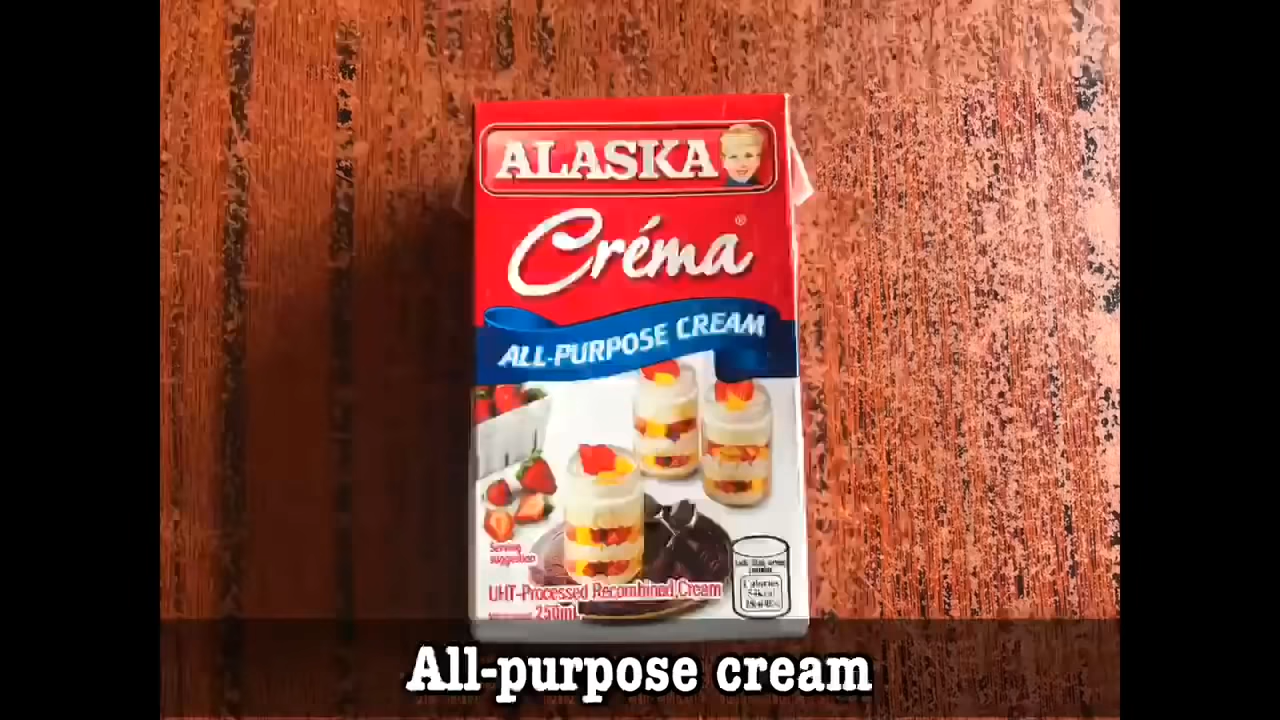 ALASKA
Créma®
ALL-PURPOSE CREAM
Serving
suggestion
UHT-Processed Recombined Cream
250mL
All-purpose cream